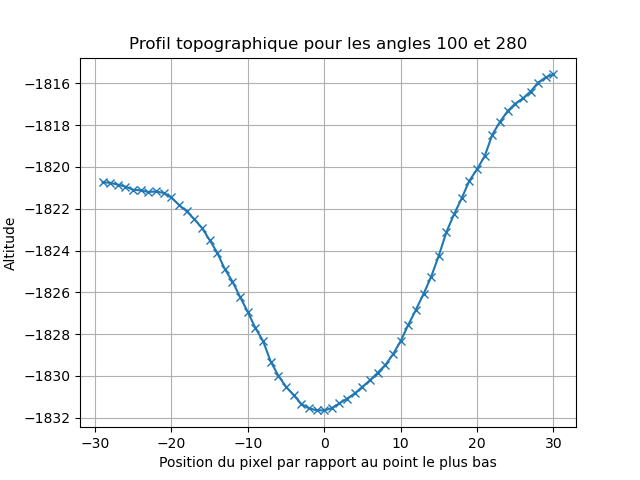 Profil topographique pour les angles 100 et 280
Altitude
−1816
−1818
−1820
−1822
−1824
−1826
−1828
−1830
−1832
−30 −20 −10 0 10 20 30
Position du pixel par rapport au point le plus bas